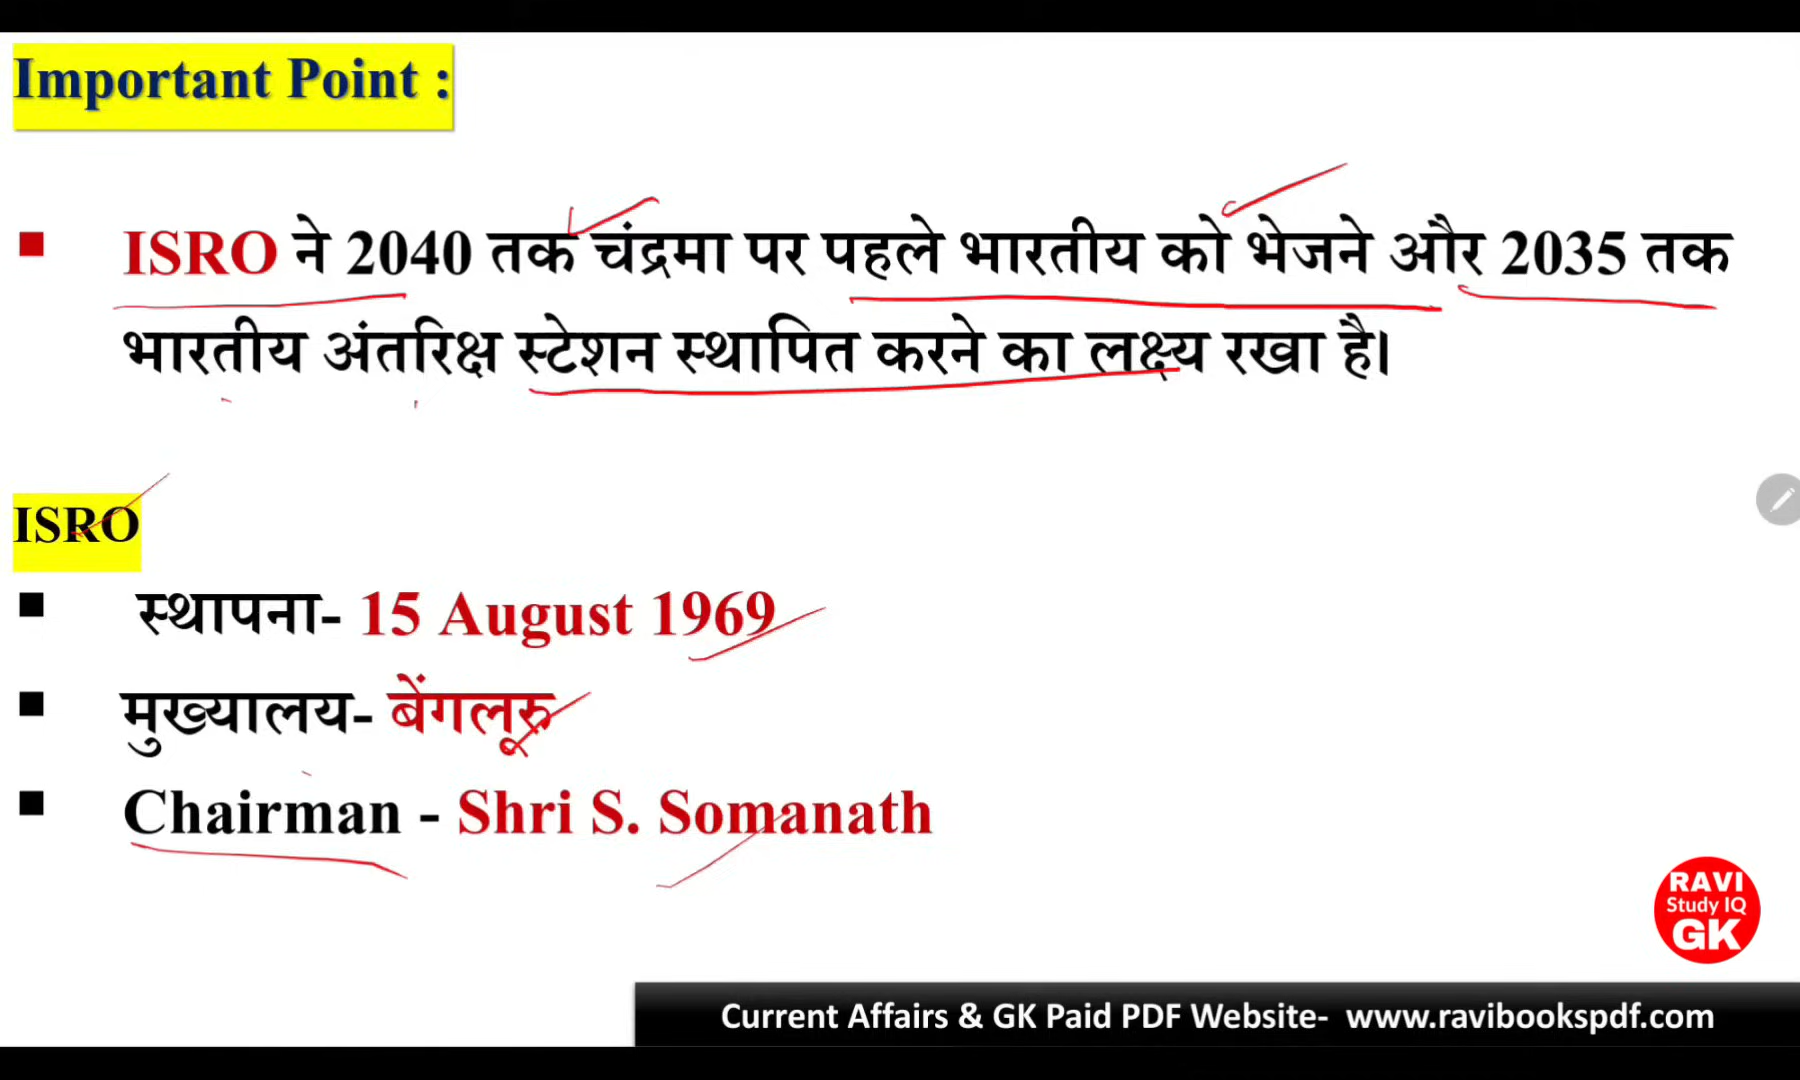 Important Point :
ISRO ने 2040 तक चंद्रमा पर पहले भारतीय को भेजने और 2035 तक
भारतीय अंतरिक्ष स्टेशन स्थापित करने का लक्ष्य रखा है।
ISRO
स्थापना- 15 August 1969
मुख्यालय- बेंगलूरु
Chairman - Shri S. Somanath
RAVI
Study IQ
GK
Current Affairs & GK Paid PDF Website- www.ravibookspdf.com